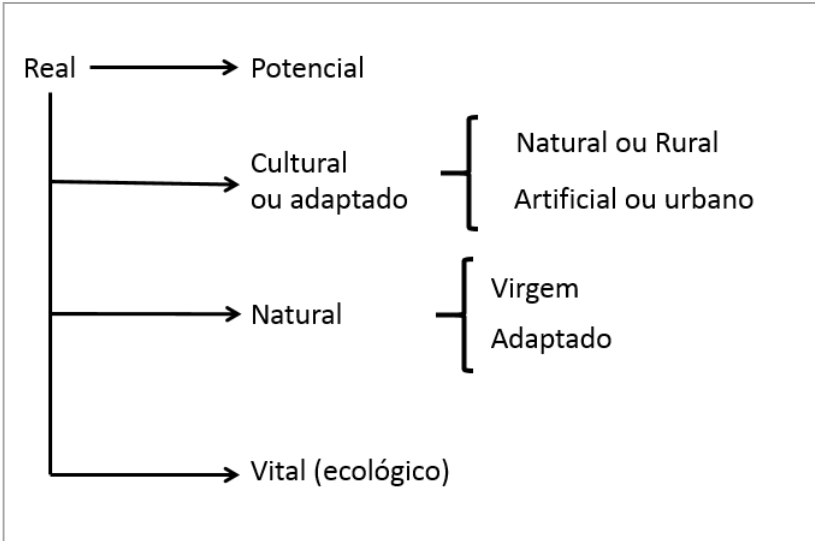 Real
Potencial
Cultural
ou adaptado
Natural ou Rural
Artificial ou urbano
Natural
Virgem
Adaptado
Vital (ecológico)